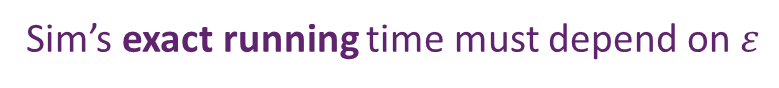 Sim’s exact running time must depend on 𝜀